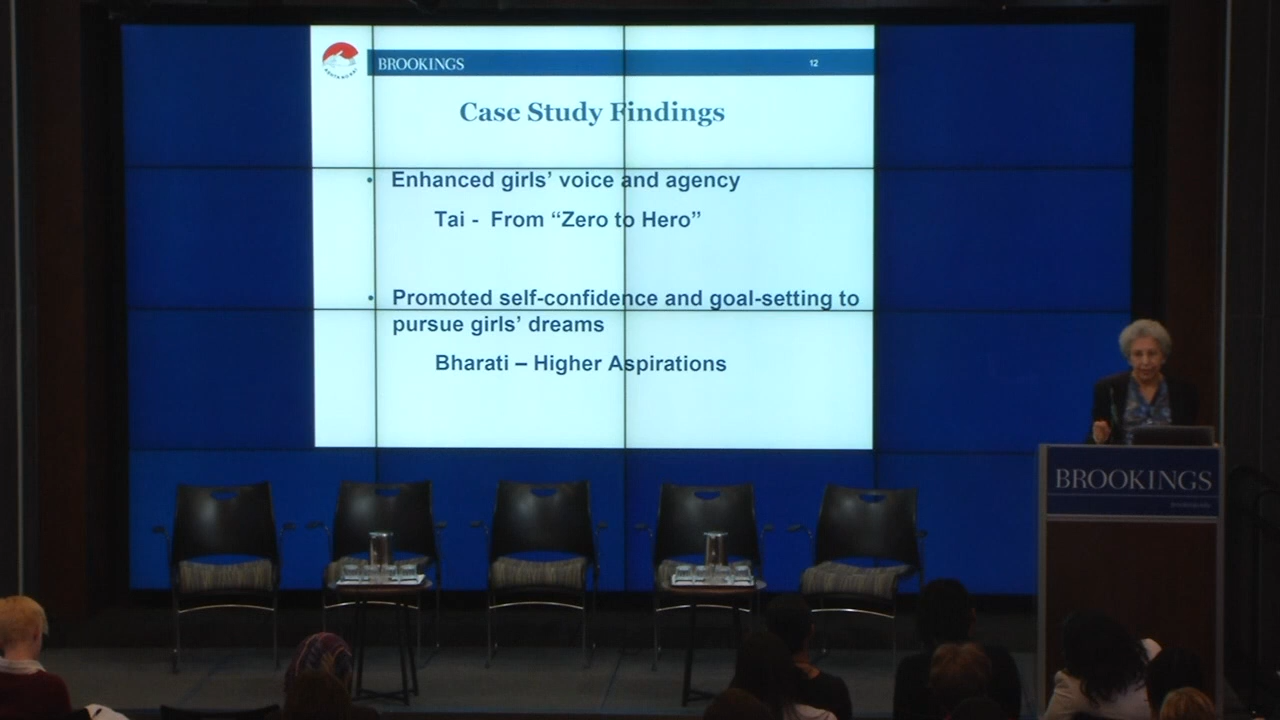 BROOKINGS
12
Case Study Findings
• Enhanced girls’ voice and agency
Tai - From “Zero to Hero”
• Promoted self-confidence and goal-setting to
pursue girls’ dreams
Bharati – Higher Aspirations
BROOKINGS